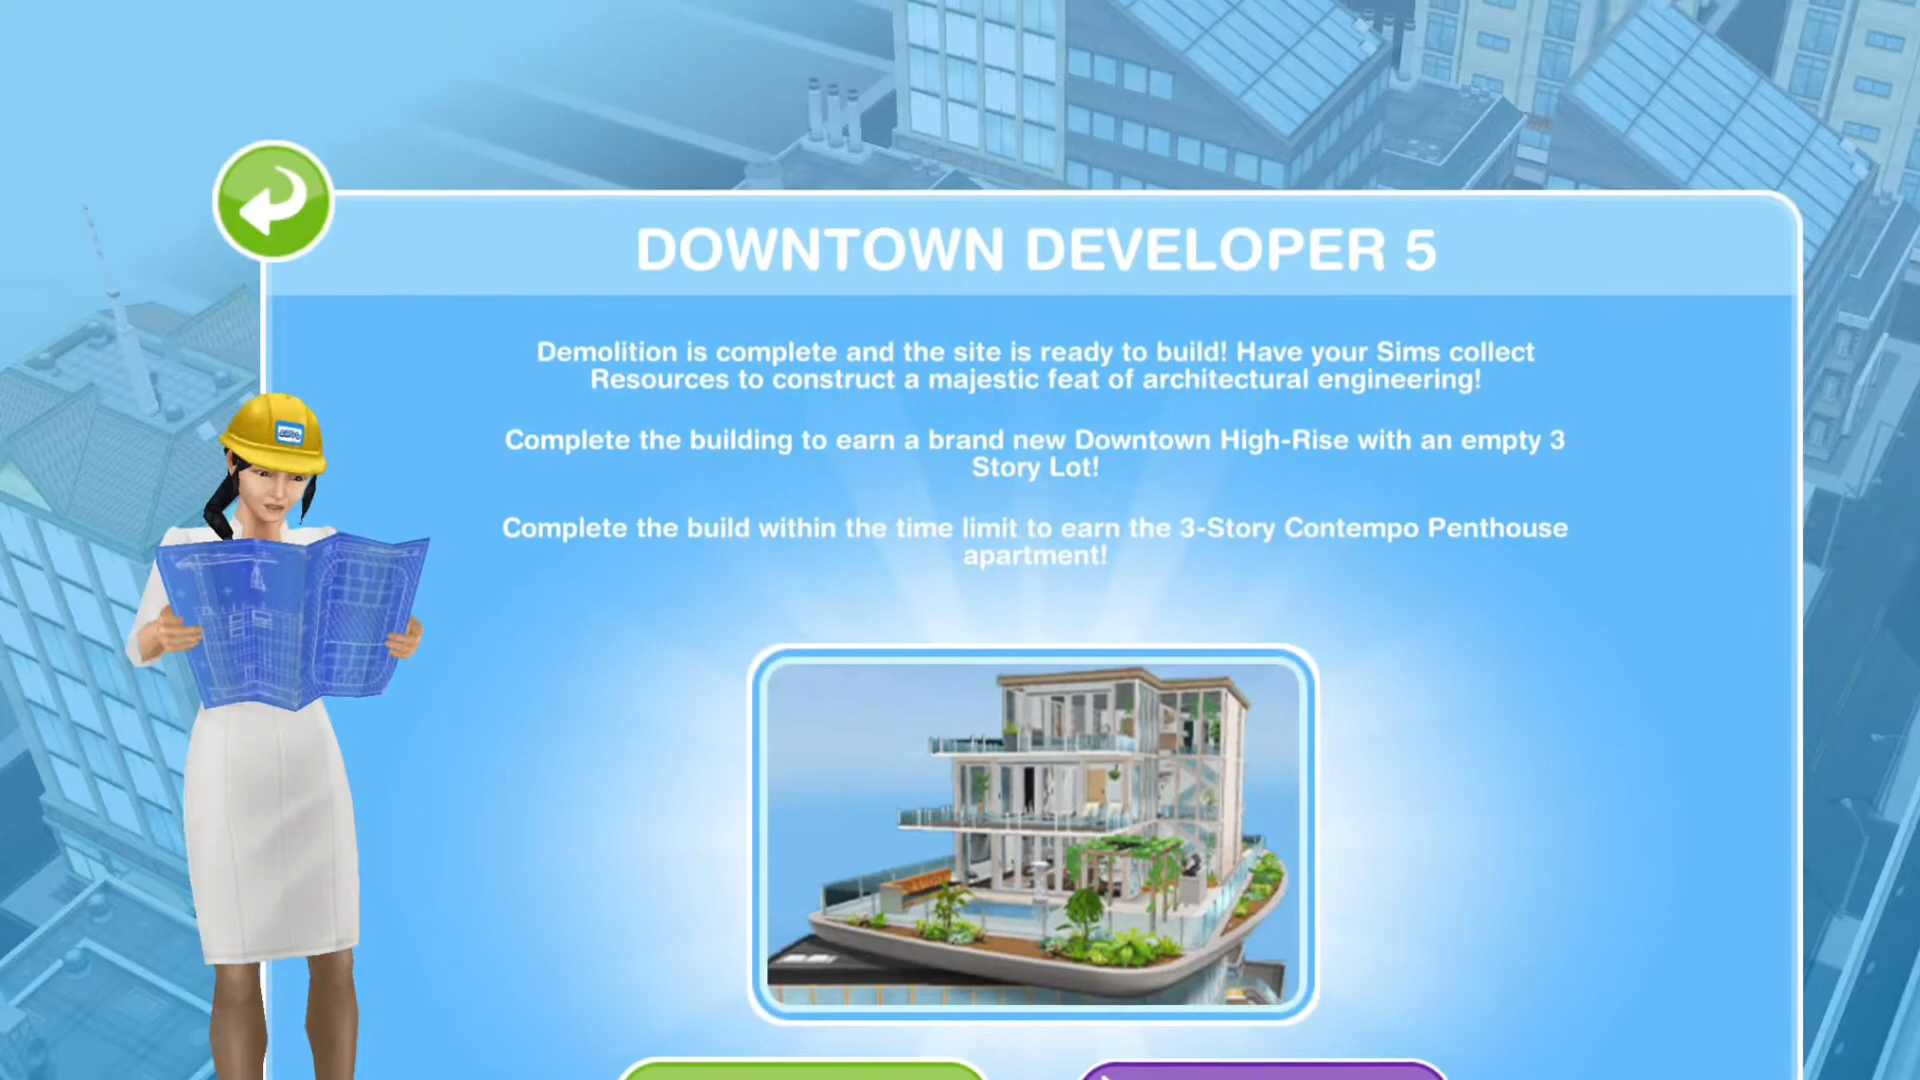 DOWNTOWN DEVELOPER 5
Demolition is complete and the site is ready to build! Have your Sims collect
Resources to construct a majestic feat of architectural engineering!
Complete the building to earn a brand new Downtown High-Rise with an empty 3
Story Lot!
Complete the build within the time limit to earn the 3-Story Contempo Penthouse
apartment!